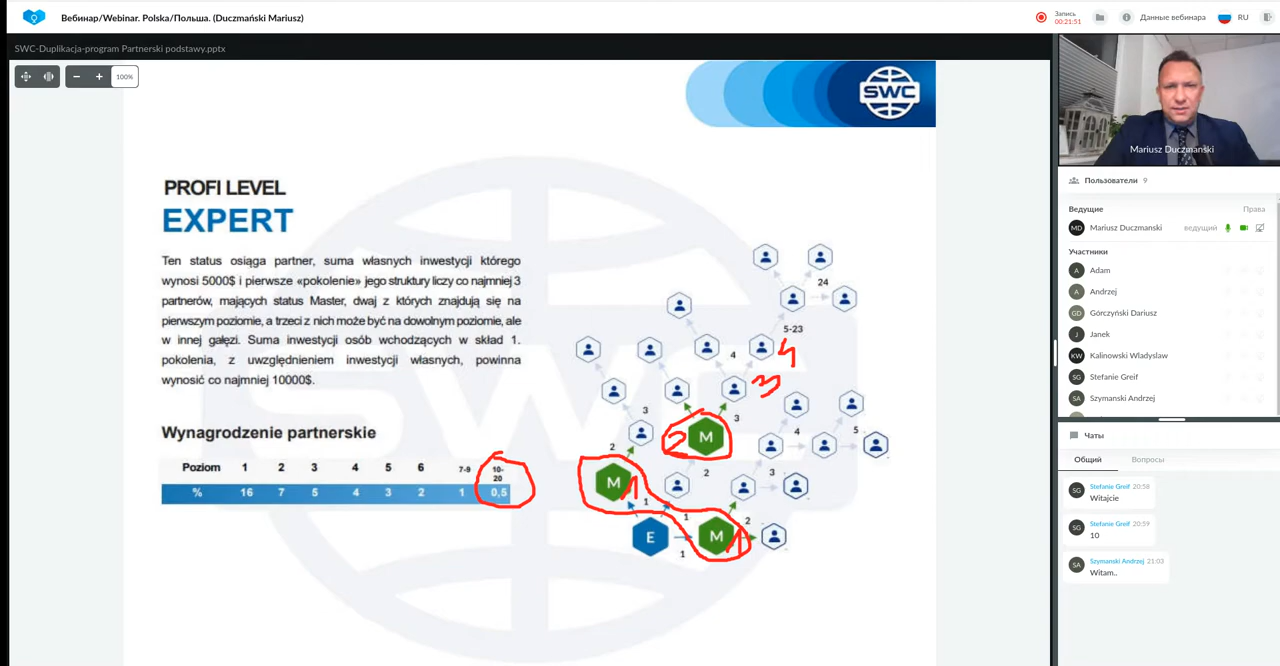 Вебинар/Webinar. Polska/Польша. (Duczmański Mariusz)
Запись
00:21:51
Данные вебинара
RU
SWC-Duplikacja-program Partnerski podstawy.pptx
100%
SWC
Mariusz Duczmański
PROFI LEVEL
EXPERT
Ten status osiąga partner, suma własnych inwestycji którego
wynosi 5000$ i pierwsze «pokolenie» jego struktury liczy co najmniej 3
partnerów, mających status Master, dwaj z których znajdują się na
pierwszym poziomie, a trzeci z nich może być na dowolnym poziomie, ale
w innej gałęzi. Suma inwestycji osób wchodzących w skład 1.
pokolenia, z uwzględnieniem inwestycji własnych, powinna
wynosić co najmniej 10000$.
Wynagrodzenie partnerskie
Poziom 1 2 3 4 5 6 7-9 10-20
% 16 7 5 4 3 2 1 0,5
24
5-23
4
4
3
3
3
2
M
2
4
5
2
3
M
1
1
1
E
1
M
1
2
SWC
Пользователи 9
Ведущие
Права
MD Mariusz Duczmanski ведущий
Участники
A Adam
A Andrzej
GD Górczyński Dariusz
J Janek
KW Kalinowski Wladyslaw
SG Stefanie Greif
SA Szymanski Andrzej
Чаты
Общий
Вопросы
SG Stefanie Greif 20:58
Witajcie
SG Stefanie Greif 20:59
10
SA Szymanski Andrzej 21:03
Witam..